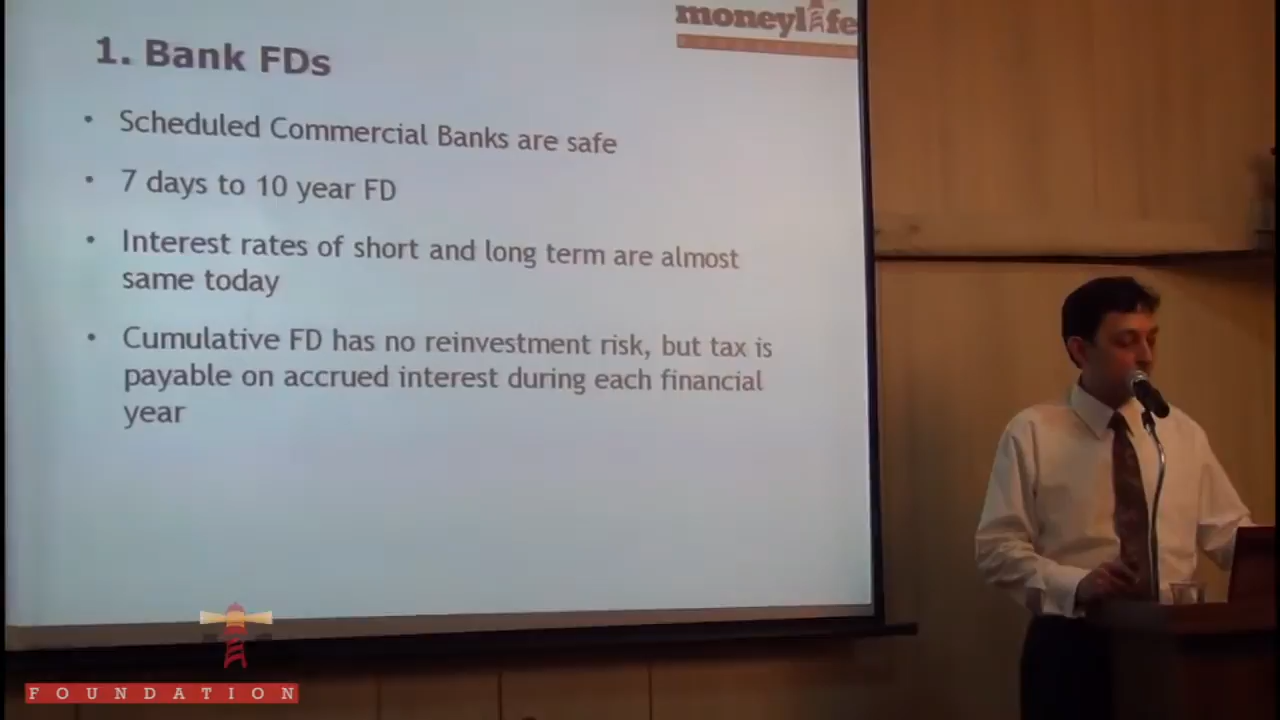 moneylife
1. Bank FDs
• Scheduled Commercial Banks are safe
• 7 days to 10 year FD
• Interest rates of short and long term are almost
same today
• Cumulative FD has no reinvestment risk, but tax is
payable on accrued interest during each financial
year
FOUNDATION